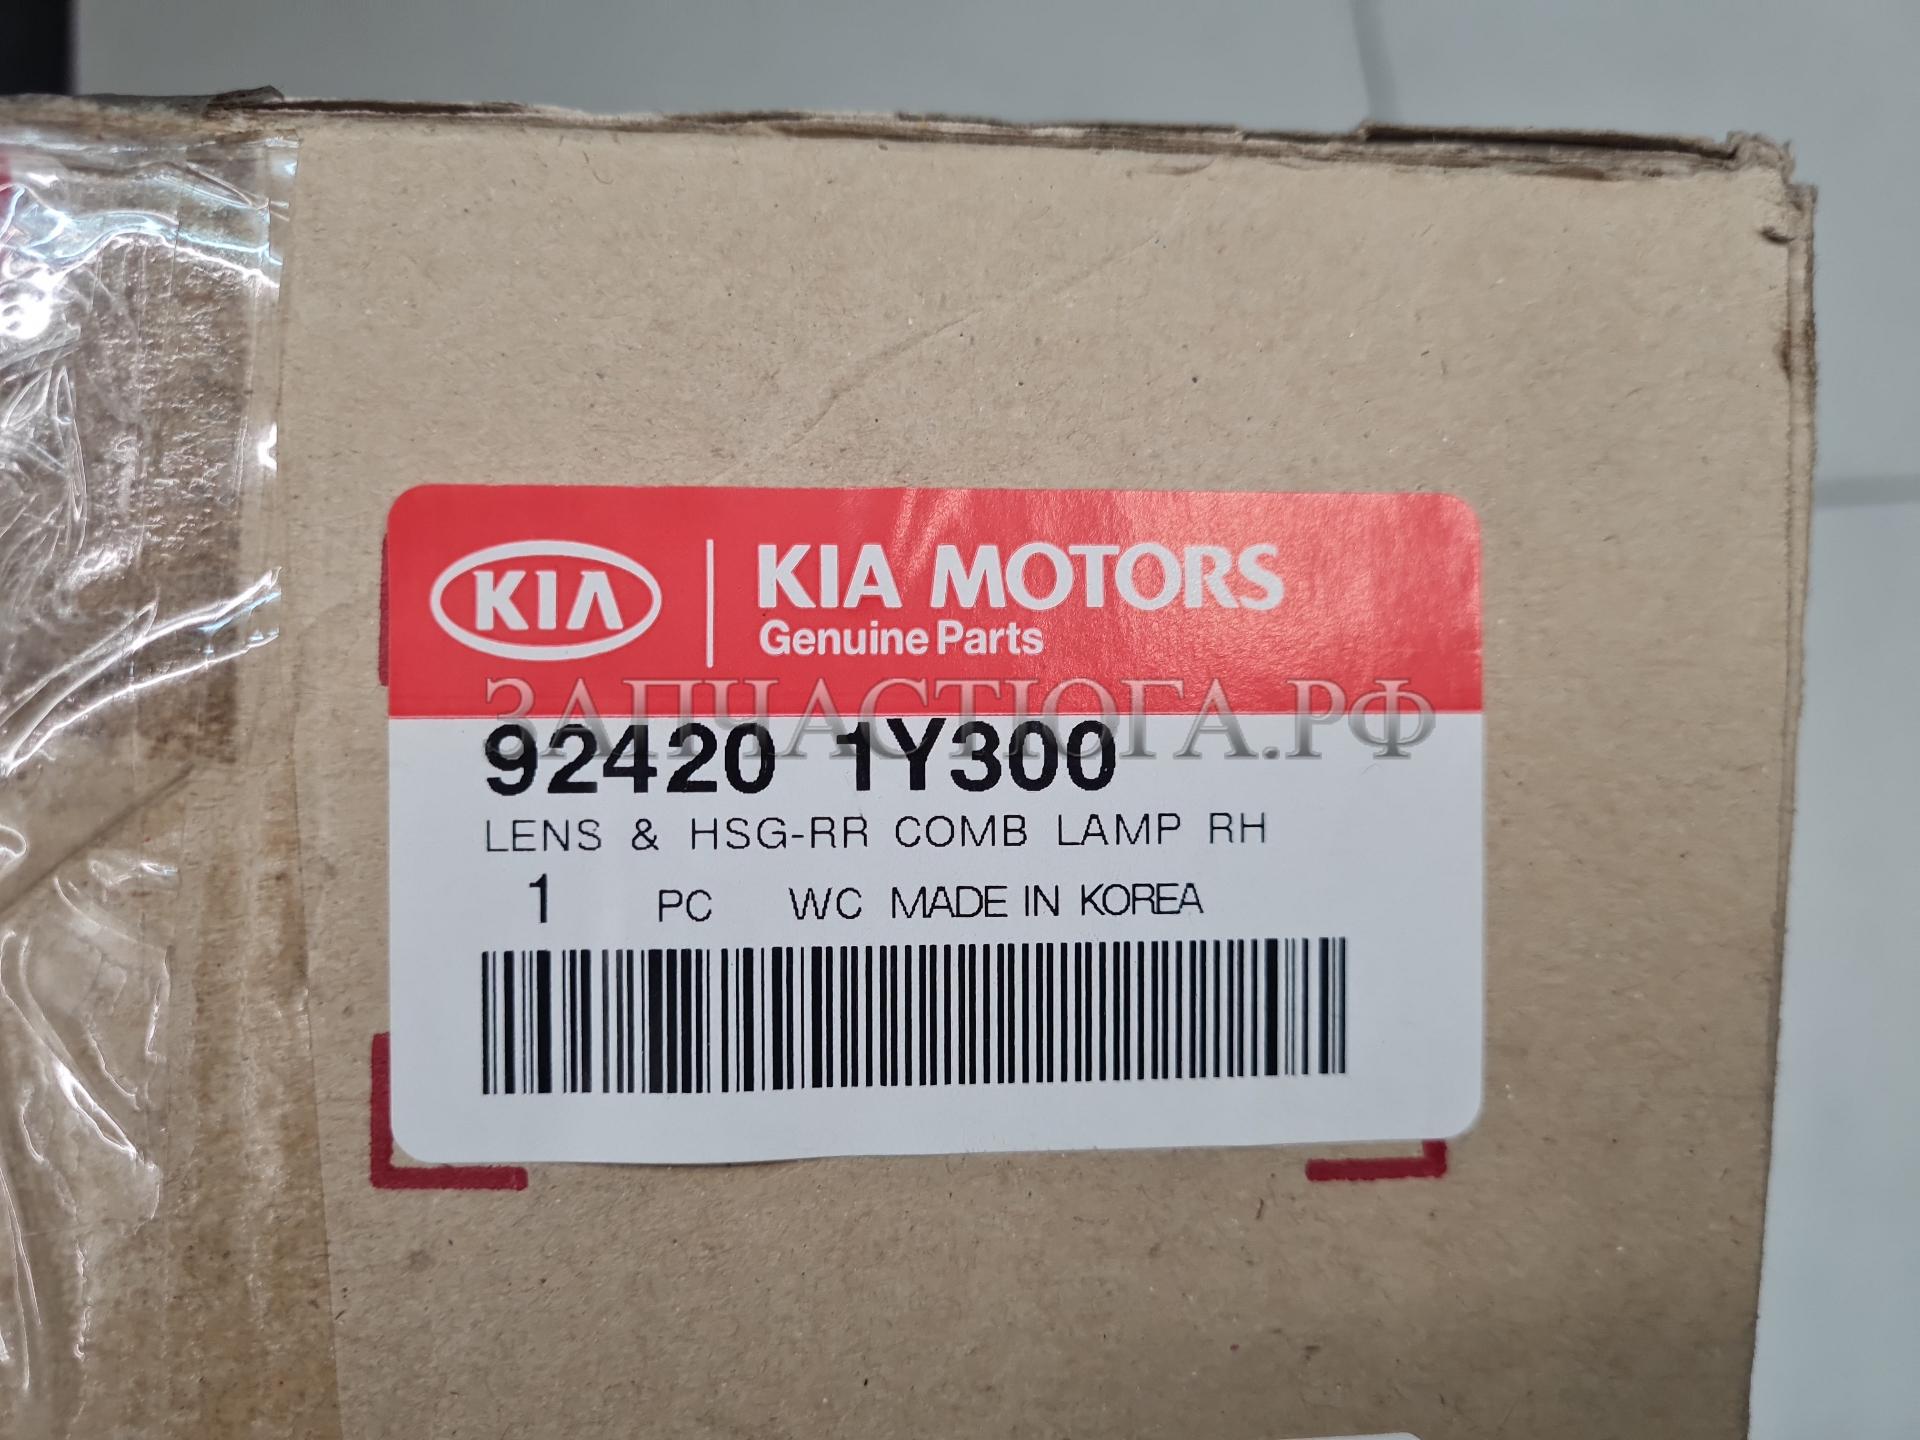 KIA
KIA MOTORS
Genuine Parts
ЗАПЧАСТЮГА.РФ
92420 1Y300
LENS & HSG-RR COMB LAMP RH
1 PC WC MADE IN KOREA